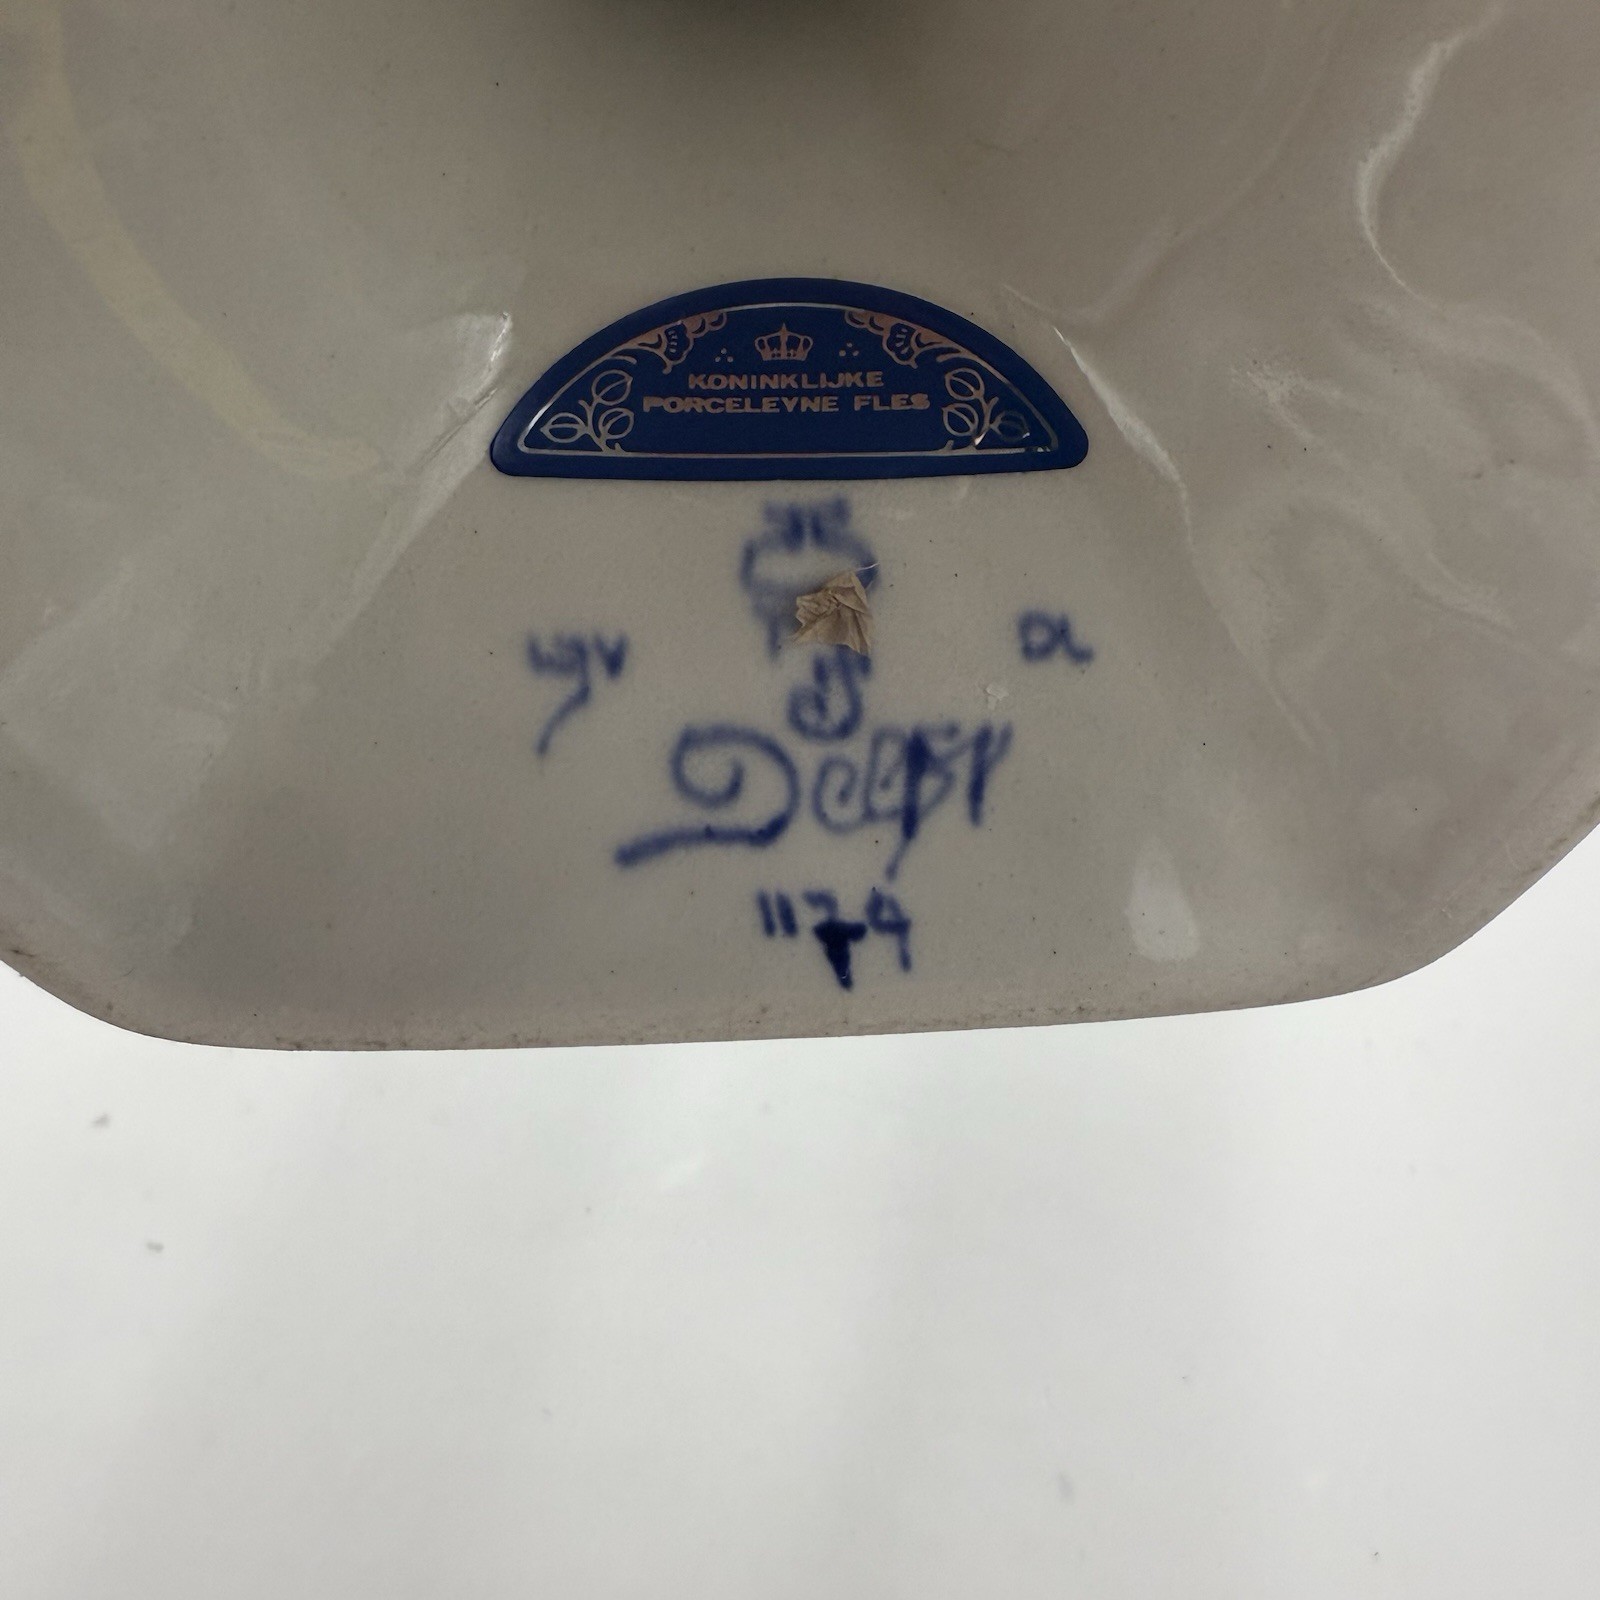 KONINKLIJKE
PORCELEYNE FLES
DL
Delft
1174